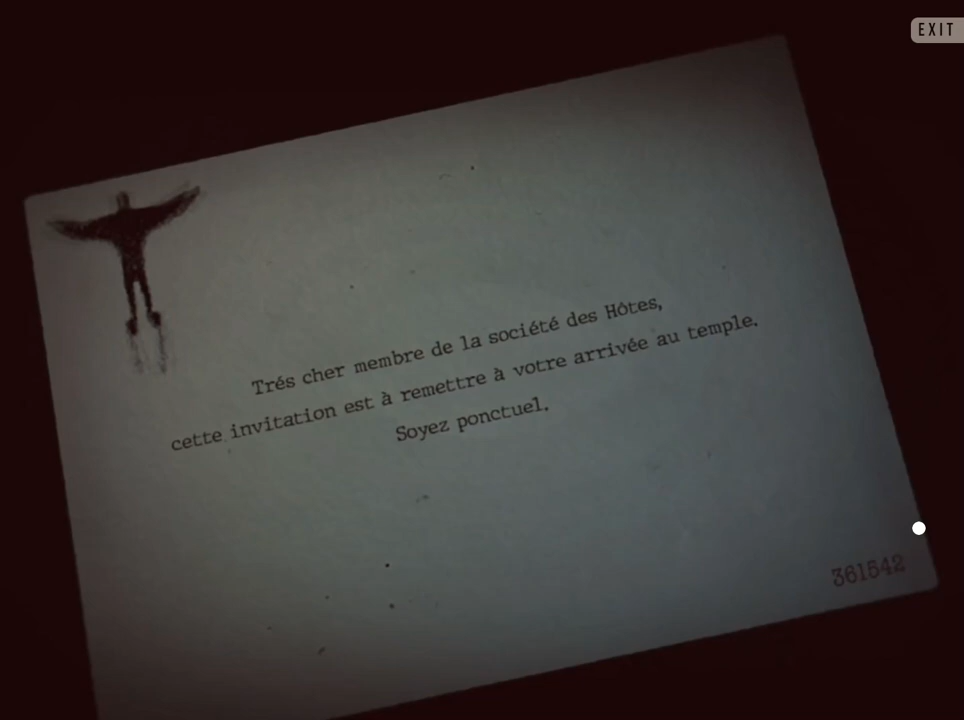 EXIT
Trés cher membre de la société des Hôtes,
cette invitation est à remettre à votre arrivée au temple.
Soyez ponctuel.
361542